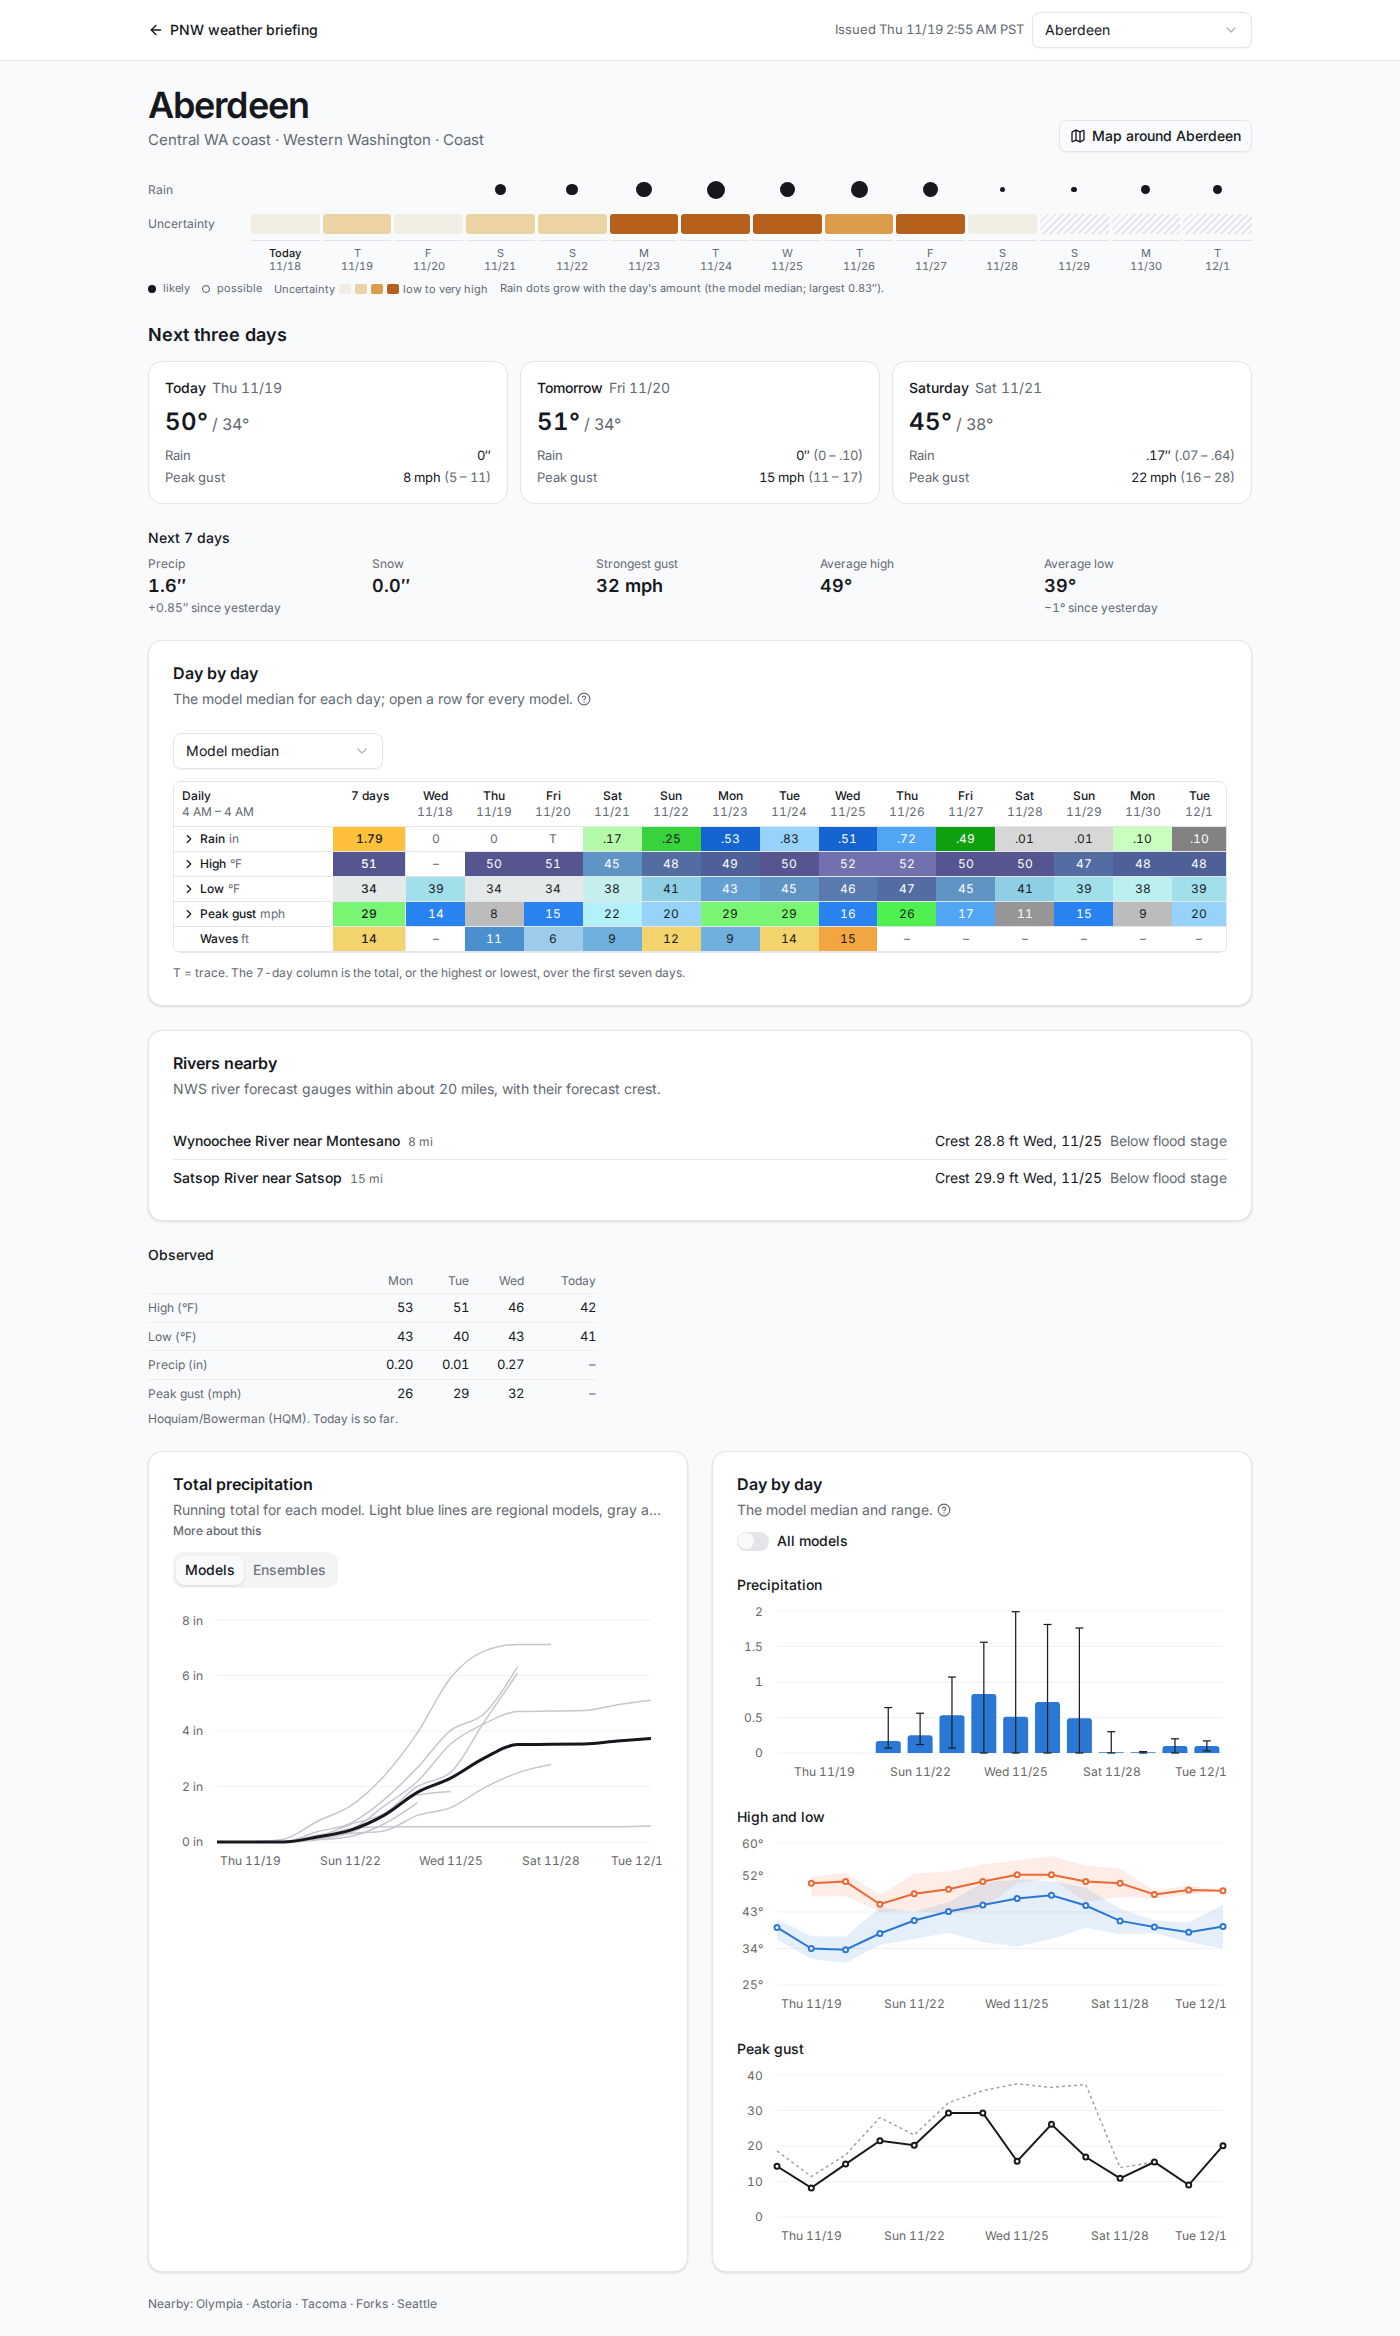 PNW weather briefing
Issued Thu 11/19 2:55 AM PST
Aberdeen
Aberdeen
Central WA coast · Western Washington · Coast
Map around Aberdeen
Rain
Uncertainty
Today T F S S M T W T F S S M T
11/18 11/19 11/20 11/21 11/22 11/23 11/24 11/25 11/26 11/27 11/28 11/29 11/30 12/1
likely possible Uncertainty low to very high Rain dots grow with the day's amount (the model median; largest 0.83″).
Next three days
Today Thu 11/19
50° / 34°
Rain 0″
Peak gust 8 mph (5 – 11)
Tomorrow Fri 11/20
51° / 34°
Rain 0″ (0 – .10)
Peak gust 15 mph (11 – 17)
Saturday Sat 11/21
45° / 38°
Rain .17″ (.07 – .64)
Peak gust 22 mph (16 – 28)
Next 7 days
Precip Snow Strongest gust Average high Average low
1.6″ 0.0″ 32 mph 49° 39°
+0.85″ since yesterday −1° since yesterday
Day by day
The model median for each day; open a row for every model.
Model median
Daily 7 days Wed Thu Fri Sat Sun Mon Tue Wed Thu Fri Sat Sun Mon Tue
4 AM – 4 AM 11/18 11/19 11/20 11/21 11/22 11/23 11/24 11/25 11/26 11/27 11/28 11/29 11/30 12/1
Rain in 1.79 0 0 T .17 .25 .53 .83 .51 .72 .49 .01 .01 .10 .10
High °F 51 – 50 51 45 48 49 50 52 52 50 50 47 48 48
Low °F 34 39 34 34 38 41 43 45 46 47 45 41 39 38 39
Peak gust mph 29 14 8 15 22 20 29 29 16 26 17 11 15 9 20
Waves ft 14 – 11 6 9 12 9 14 15 – – – – – –
T = trace. The 7-day column is the total, or the highest or lowest, over the first seven days.
Rivers nearby
NWS river forecast gauges within about 20 miles, with their forecast crest.
Wynoochee River near Montesano 8 mi Crest 28.8 ft Wed, 11/25 Below flood stage
Satsop River near Satsop 15 mi Crest 29.9 ft Wed, 11/25 Below flood stage
Observed
Mon Tue Wed Today
High (°F) 53 51 46 42
Low (°F) 43 40 43 41
Precip (in) 0.20 0.01 0.27 –
Peak gust (mph) 26 29 32 –
Hoquiam/Bowerman (HQM). Today is so far.
Total precipitation
Running total for each model. Light blue lines are regional models, gray a...
More about this
Models Ensembles
8 in
6 in
4 in
2 in
0 in
Thu 11/19 Sun 11/22 Wed 11/25 Sat 11/28 Tue 12/1
Day by day
The model median and range.
All models
Precipitation
2
1.5
1
0.5
0
Thu 11/19 Sun 11/22 Wed 11/25 Sat 11/28 Tue 12/1
High and low
60°
52°
43°
34°
25°
Thu 11/19 Sun 11/22 Wed 11/25 Sat 11/28 Tue 12/1
Peak gust
40
30
20
10
0
Thu 11/19 Sun 11/22 Wed 11/25 Sat 11/28 Tue 12/1
Nearby: Olympia · Astoria · Tacoma · Forks · Seattle